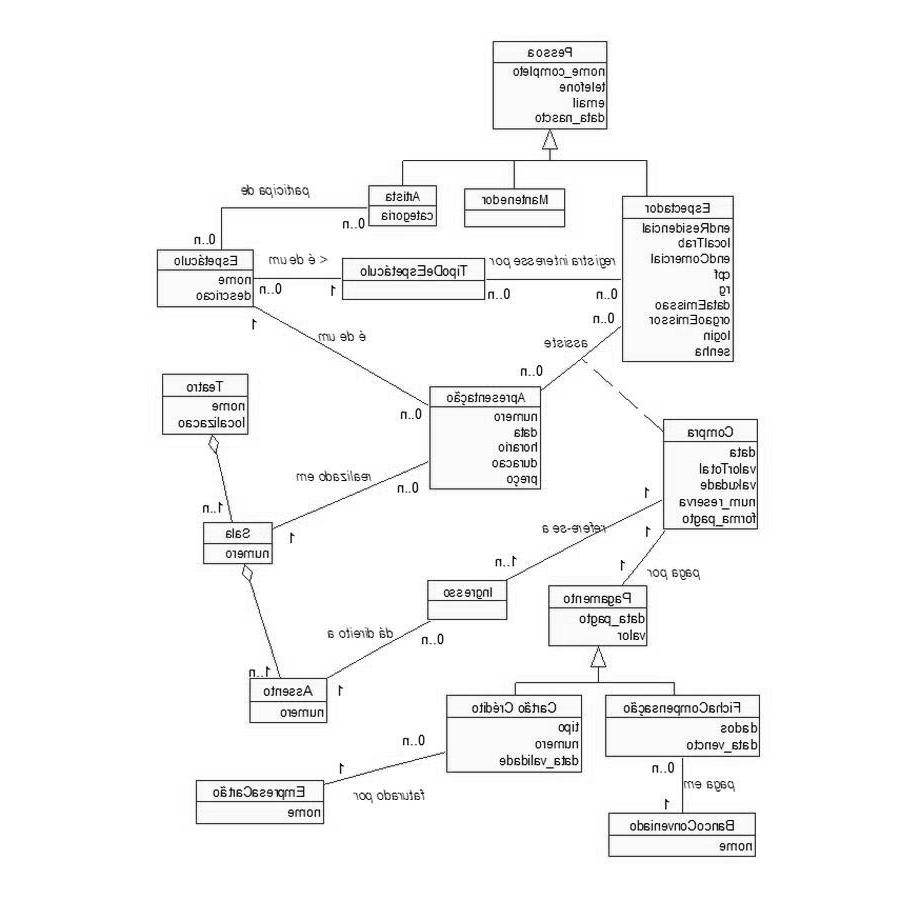 Pessoa
nome_completo
telefone
email
data_nascto
Artista
categoria
Mantenedor
Espectador
endResidencial
localTrab
endComercial
cpf
rg
dataEmissao
orgaoEmissor
login
senha
participa de
0..n
0..n
Espetáculo
nome
descricao
é de um >
0..n
1
TipoDeEspetáculo
registra interesse por
0..n
0..n
1
é de um
0..n
0..n
assiste
0..n
Apresentação
numero
data
horario
duracao
preço
Teatro
nome
localizacao
1..n
Sala
numero
realizado em
0..n
1
Compra
data
valorTotal
vakudade
num_reserva
forma_pagto
1
refere-se a
1..n
1
paga por
1
Ingresso
0..n
dá direito a
1
1..n
Assento
numero
Pagamento
data_pagto
valor
Cartão Crédito
tipo
numero
data_validade
FichaCompensação
dados
data_vencto
0..n
1
faturado por
EmpresaCartão
nome
0..n
paga em
1
BancoConveniado
nome